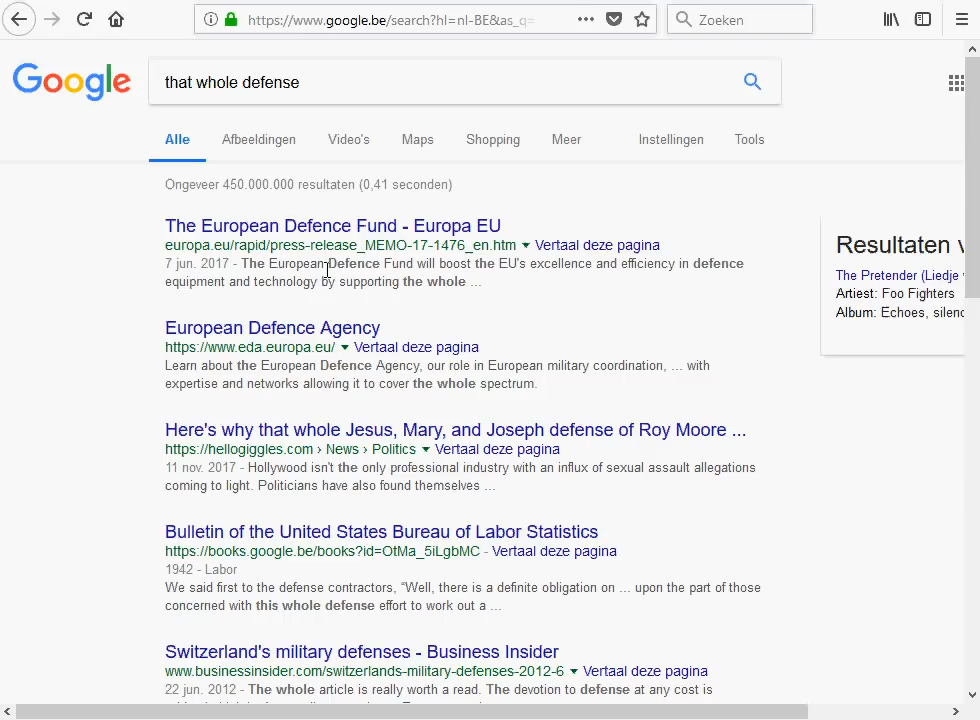 https://www.google.be/search?hl=nl-BE&as_q=
Zoeken
Google
that whole defense
Alle Afbeeldingen Video's Maps Shopping Meer Instellingen Tools
Ongeveer 450.000.000 resultaten (0,41 seconden)
The European Defence Fund - Europa EU
europa.eu/rapid/press-release_MEMO-17-1476_en.htm Vertaal deze pagina
7 jun. 2017 - The European Defence Fund will boost the EU's excellence and efficiency in defence
equipment and technology by supporting the whole ...
European Defence Agency
https://www.eda.europa.eu/ Vertaal deze pagina
Learn about the European Defence Agency, our role in European military coordination, ... with
expertise and networks allowing it to cover the whole spectrum.
Here's why that whole Jesus, Mary, and Joseph defense of Roy Moore ...
https://hellogiggles.com › News › Politics Vertaal deze pagina
11 nov. 2017 - Hollywood isn't the only professional industry with an influx of sexual assault allegations
coming to light. Politicians have also found themselves ...
Bulletin of the United States Bureau of Labor Statistics
https://books.google.be/books?id=OtMa_5iLgbMC - Vertaal deze pagina
1942 - Labor
We said first to the defense contractors, “Well, there is a definite obligation on ... upon the part of those
concerned with this whole defense effort to work out a ...
Switzerland's military defenses - Business Insider
www.businessinsider.com/switzerlands-military-defenses-2012-6 Vertaal deze pagina
22 jun. 2012 - The whole article is really worth a read. The devotion to defense at any cost is
Resultaten v
The Pretender (Liedje
Artiest: Foo Fighters
Album: Echoes, silenc